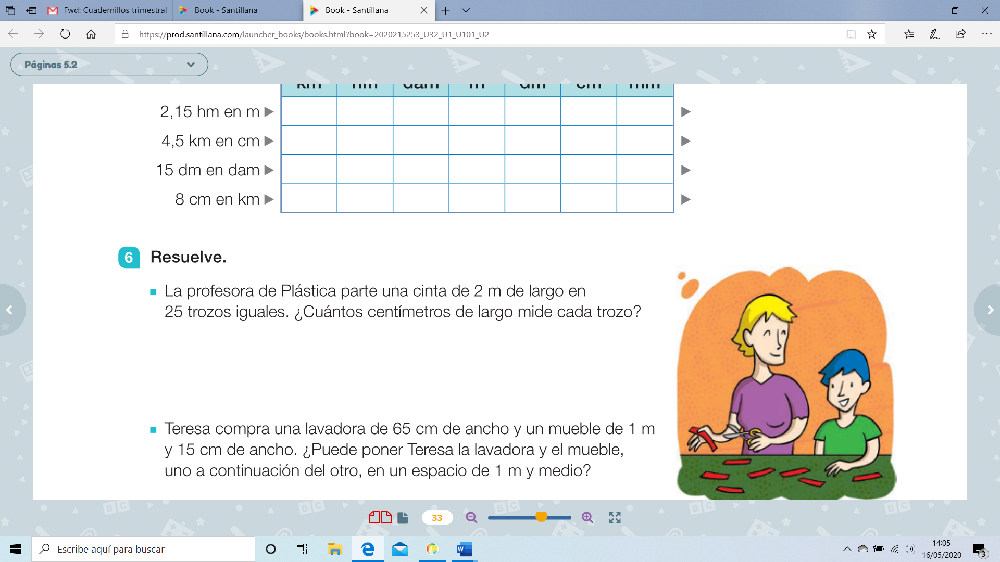 Fwd: Cuadernillos trimestral
Book - Santillana
Book - Santillana
https://prod.santillana.com/launcher_books/books.html?book=2020215253_U32_U1_U101_U2
Páginas 5.2
km hm dam m dm cm mm
2,15 hm en m
4,5 km en cm
15 dm en dam
8 cm en km
6 Resuelve.
La profesora de Plástica parte una cinta de 2 m de largo en
25 trozos iguales. ¿Cuántos centímetros de largo mide cada trozo?
Teresa compra una lavadora de 65 cm de ancho y un mueble de 1 m
y 15 cm de ancho. ¿Puede poner Teresa la lavadora y el mueble,
uno a continuación del otro, en un espacio de 1 m y medio?
33
Escribe aquí para buscar
14:05
16/05/2020
3